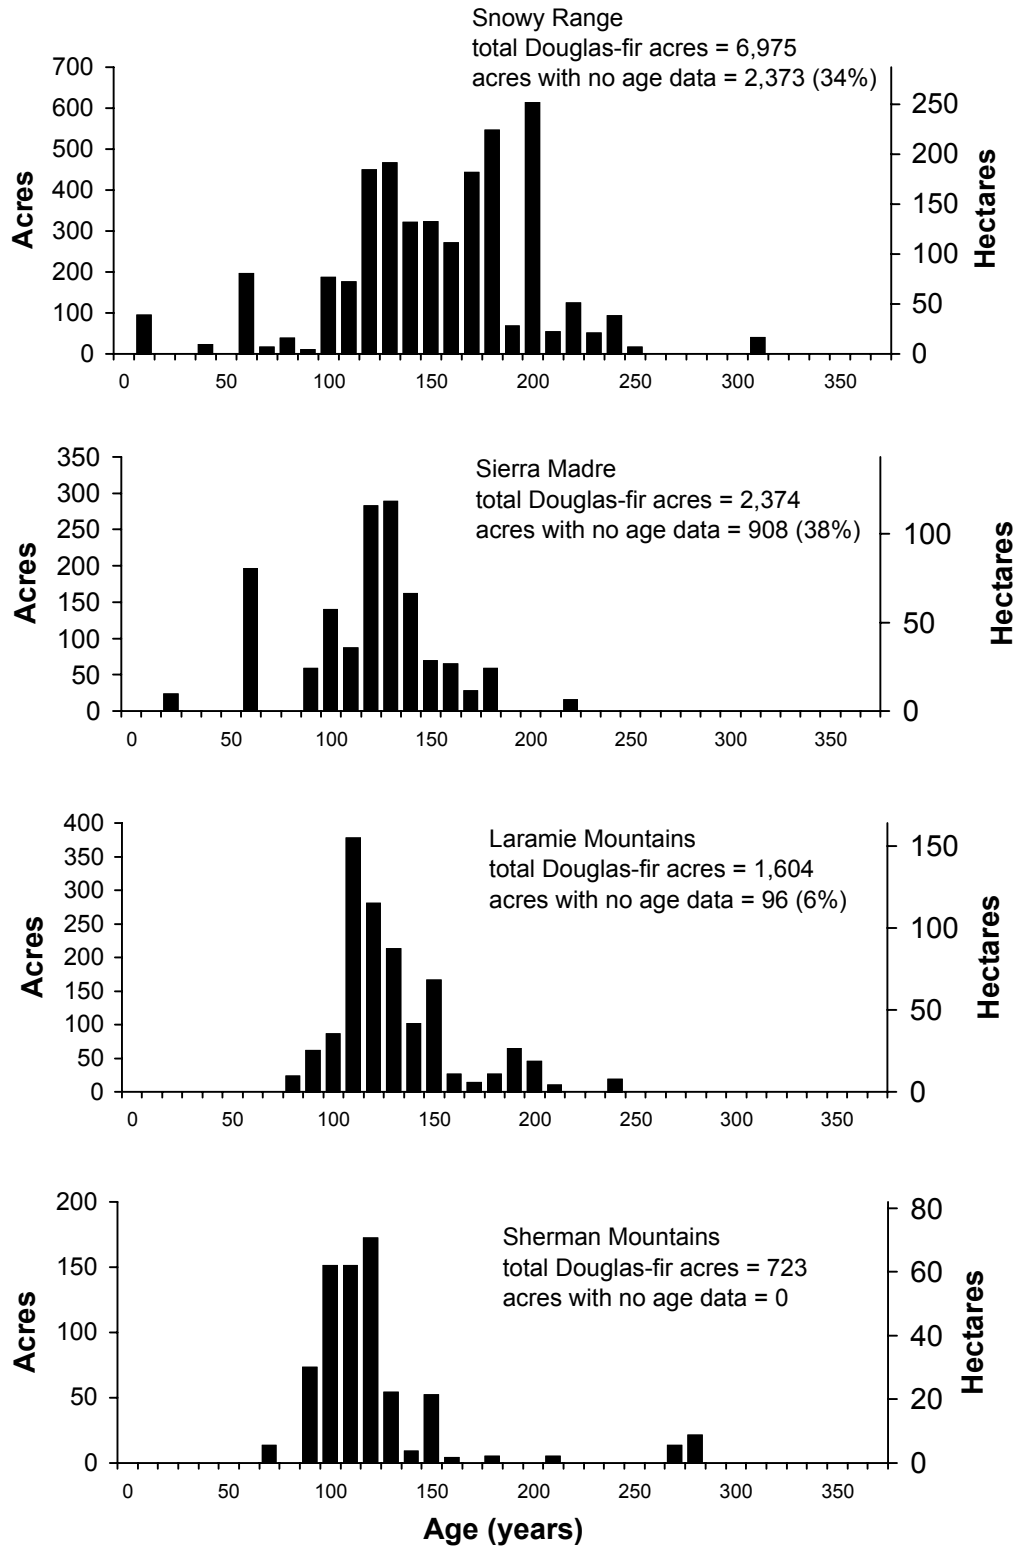 Snowy Range
total Douglas-fir acres = 6,975
acres with no age data = 2,373 (34%)
700
600
500
400
300
200
100
0
Acres
250
200
150
100
50
0
Hectares
0 50 100 150 200 250 300 350
Sierra Madre
total Douglas-fir acres = 2,374
acres with no age data = 908 (38%)
350
300
250
200
150
100
50
0
Acres
100
50
0
Hectares
0 50 100 150 200 250 300 350
Laramie Mountains
total Douglas-fir acres = 1,604
acres with no age data = 96 (6%)
400
350
300
250
200
150
100
50
0
Acres
150
100
50
0
Hectares
0 50 100 150 200 250 300 350
Sherman Mountains
total Douglas-fir acres = 723
acres with no age data = 0
200
150
100
50
0
Acres
80
60
40
20
0
Hectares
0 50 100 150 200 250 300 350
Age (years)